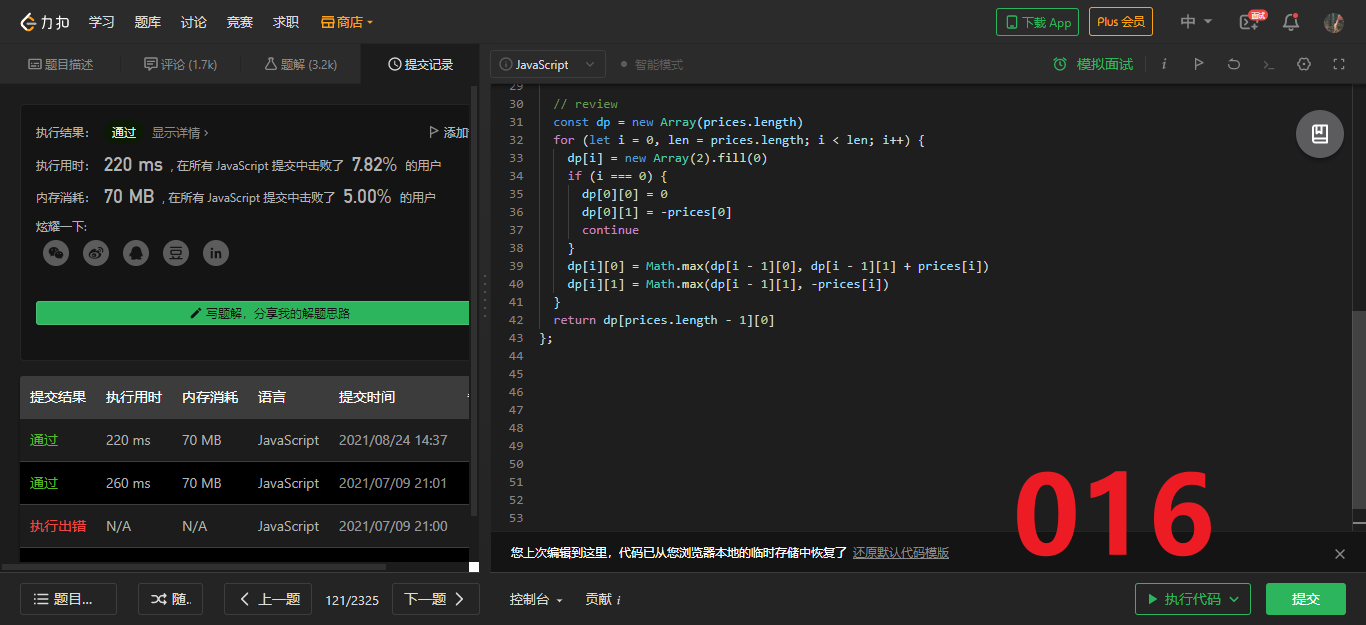 力扣 学习 题库 讨论 竞赛 求职 商店 下载 App Plus 会员 中 面试
题目描述 评论 (1.7k) 题解 (3.2k) 提交记录
执行结果： 通过 显示详情 › 添加
执行用时： 220 ms , 在所有 JavaScript 提交中击败了 7.82% 的用户
内存消耗： 70 MB , 在所有 JavaScript 提交中击败了 5.00% 的用户
炫耀一下:
豆 in
写题解，分享我的解题思路
提交结果 执行用时 内存消耗 语言 提交时间
通过 220 ms 70 MB JavaScript 2021/08/24 14:37
通过 260 ms 70 MB JavaScript 2021/07/09 21:01
执行出错 N/A N/A JavaScript 2021/07/09 21:00
题目... 随.. 上一题 121/2325 下一题
JavaScript 智能模式 模拟面试 i
29
30 // review
31 const dp = new Array(prices.length)
32 for (let i = 0, len = prices.length; i < len; i++) {
33 dp[i] = new Array(2).fill(0)
34 if (i === 0) {
35 dp[0][0] = 0
36 dp[0][1] = -prices[0]
37 continue
38 }
39 dp[i][0] = Math.max(dp[i - 1][0], dp[i - 1][1] + prices[i])
40 dp[i][1] = Math.max(dp[i - 1][1], -prices[i])
41 }
42 return dp[prices.length - 1][0]
43 };
44
45
46
47
48
49
50
51
52
53
016
您上次编辑到这里，代码已从您浏览器本地的临时存储中恢复了 还原默认代码模版
控制台 贡献 i 执行代码 提交